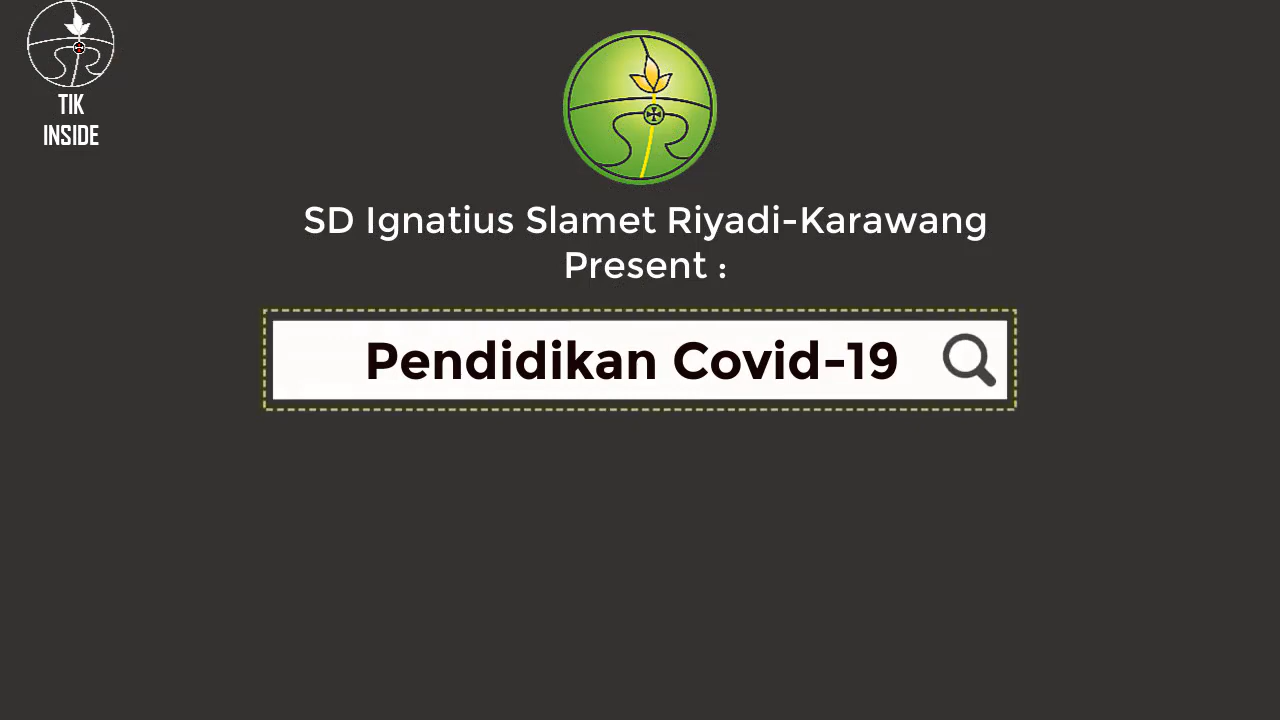 TIK
INSIDE
SD Ignatius Slamet Riyadi-Karawang
Present :
Pendidikan Covid-19